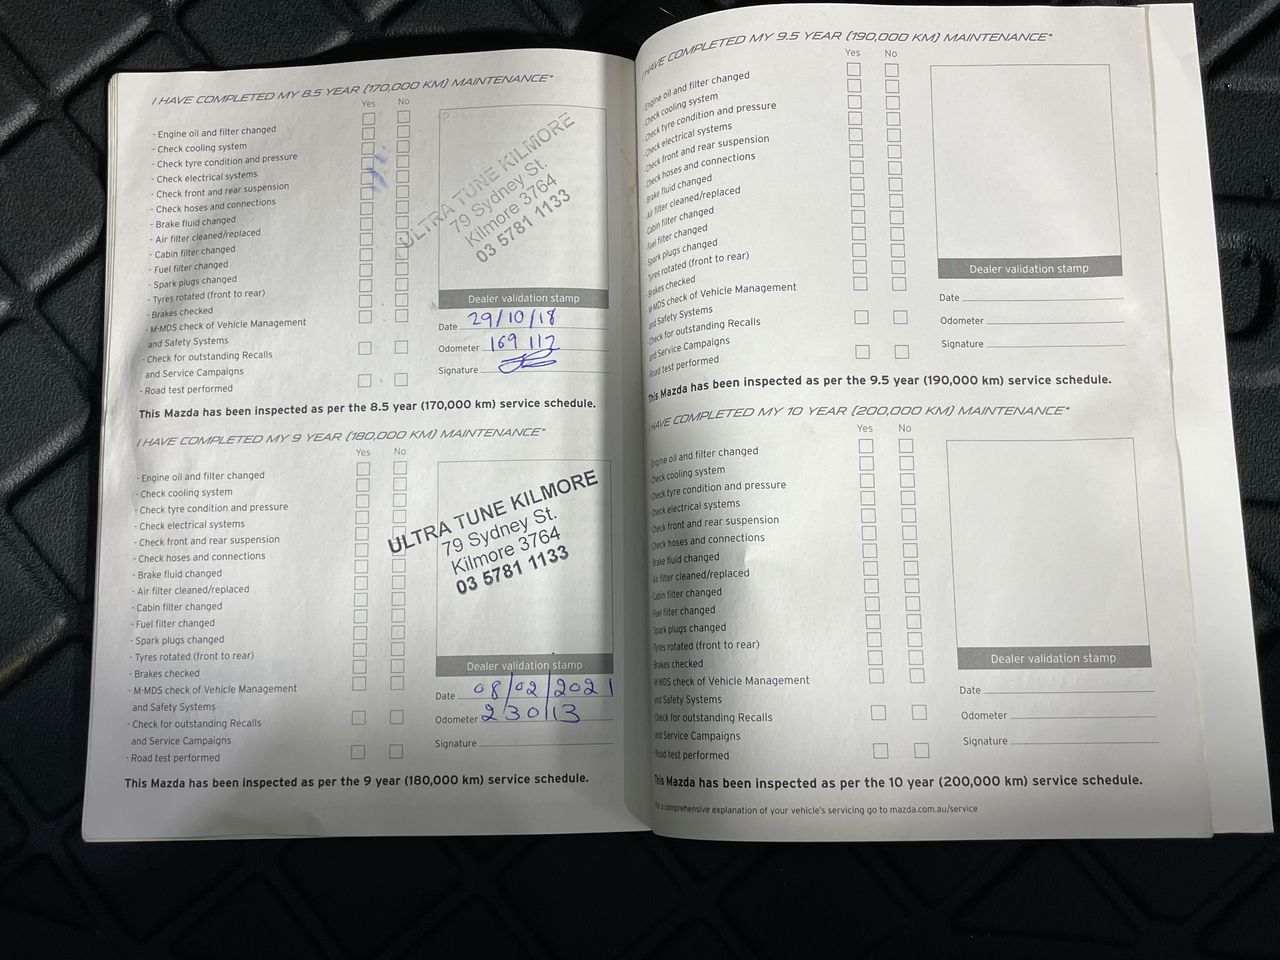 I HAVE COMPLETED MY 8.5 YEAR (170,000 KM) MAINTENANCE*
Yes No
- Engine oil and filter changed
- Check cooling system
- Check tyre condition and pressure
- Check electrical systems
- Check front and rear suspension
- Check hoses and connections
- Brake fluid changed
- Air filter cleaned/replaced
- Cabin filter changed
- Fuel filter changed
- Spark plugs changed
- Tyres rotated (front to rear)
- Brakes checked
- M-MDS check of Vehicle Management
and Safety Systems
- Check for outstanding Recalls
and Service Campaigns
- Road test performed
ULTRA TUNE KILMORE
79 Sydney St.
Kilmore 3764
03 5781 1133
Dealer validation stamp
Date 29/10/18
Odometer 169 112
Signature
This Mazda has been inspected as per the 8.5 year (170,000 km) service schedule.
I HAVE COMPLETED MY 9 YEAR (180,000 KM) MAINTENANCE*
Yes No
- Engine oil and filter changed
- Check cooling system
- Check tyre condition and pressure
- Check electrical systems
- Check front and rear suspension
- Check hoses and connections
- Brake fluid changed
- Air filter cleaned/replaced
- Cabin filter changed
- Fuel filter changed
- Spark plugs changed
- Tyres rotated (front to rear)
- Brakes checked
- M-MDS check of Vehicle Management
and Safety Systems
- Check for outstanding Recalls
and Service Campaigns
- Road test performed
ULTRA TUNE KILMORE
79 Sydney St.
Kilmore 3764
03 5781 1133
Dealer validation stamp
Date 08/02/2021
Odometer 23013
Signature
This Mazda has been inspected as per the 9 year (180,000 km) service schedule.
I HAVE COMPLETED MY 9.5 YEAR (190,000 KM) MAINTENANCE*
Yes No
- Engine oil and filter changed
- Check cooling system
- Check tyre condition and pressure
- Check electrical systems
- Check front and rear suspension
- Check hoses and connections
- Brake fluid changed
- Air filter cleaned/replaced
- Cabin filter changed
- Fuel filter changed
- Spark plugs changed
- Tyres rotated (front to rear)
- Brakes checked
- M-MDS check of Vehicle Management
and Safety Systems
- Check for outstanding Recalls
and Service Campaigns
- Road test performed
Dealer validation stamp
Date
Odometer
Signature
This Mazda has been inspected as per the 9.5 year (190,000 km) service schedule.
I HAVE COMPLETED MY 10 YEAR (200,000 KM) MAINTENANCE*
Yes No
Engine oil and filter changed
Check cooling system
Check tyre condition and pressure
Check electrical systems
Check front and rear suspension
Check hoses and connections
Brake fluid changed
Air filter cleaned/replaced
Cabin filter changed
Fuel filter changed
Spark plugs changed
Tyres rotated (front to rear)
Brakes checked
M-MDS check of Vehicle Management
and Safety Systems
Check for outstanding Recalls
and Service Campaigns
Road test performed
Dealer validation stamp
Date
Odometer
Signature
This Mazda has been inspected as per the 10 year (200,000 km) service schedule.
a comprehensive explanation of your vehicle's servicing go to mazda.com.au/service